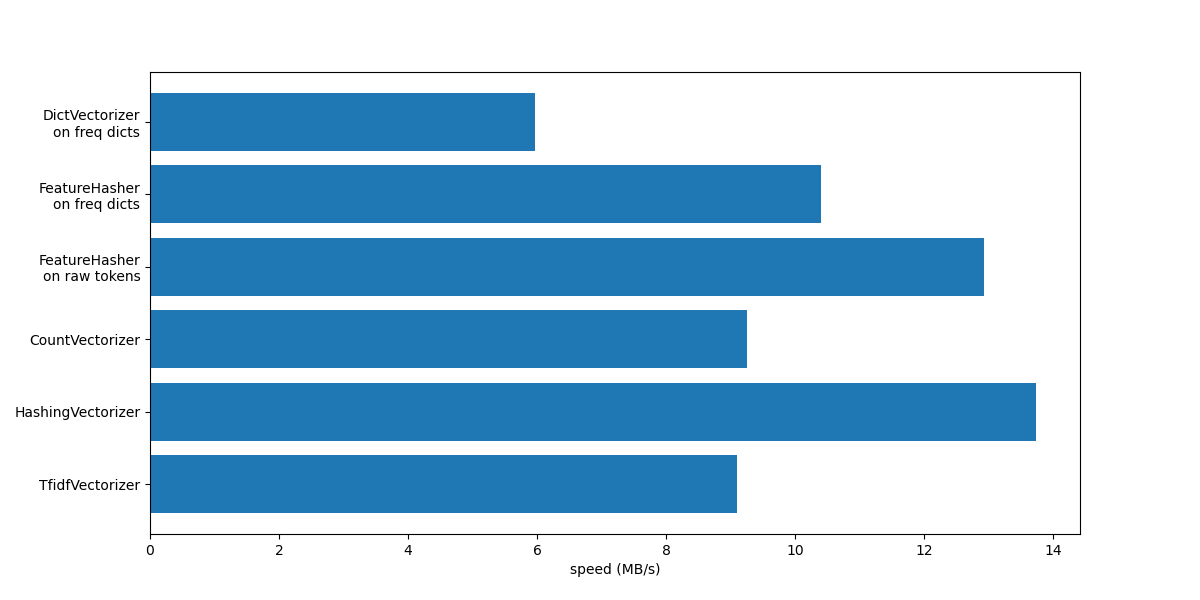 DictVectorizer
on freq dicts
FeatureHasher
on freq dicts
FeatureHasher
on raw tokens
CountVectorizer
HashingVectorizer
TfidfVectorizer
0 2 4 6 8 10 12 14
speed (MB/s)